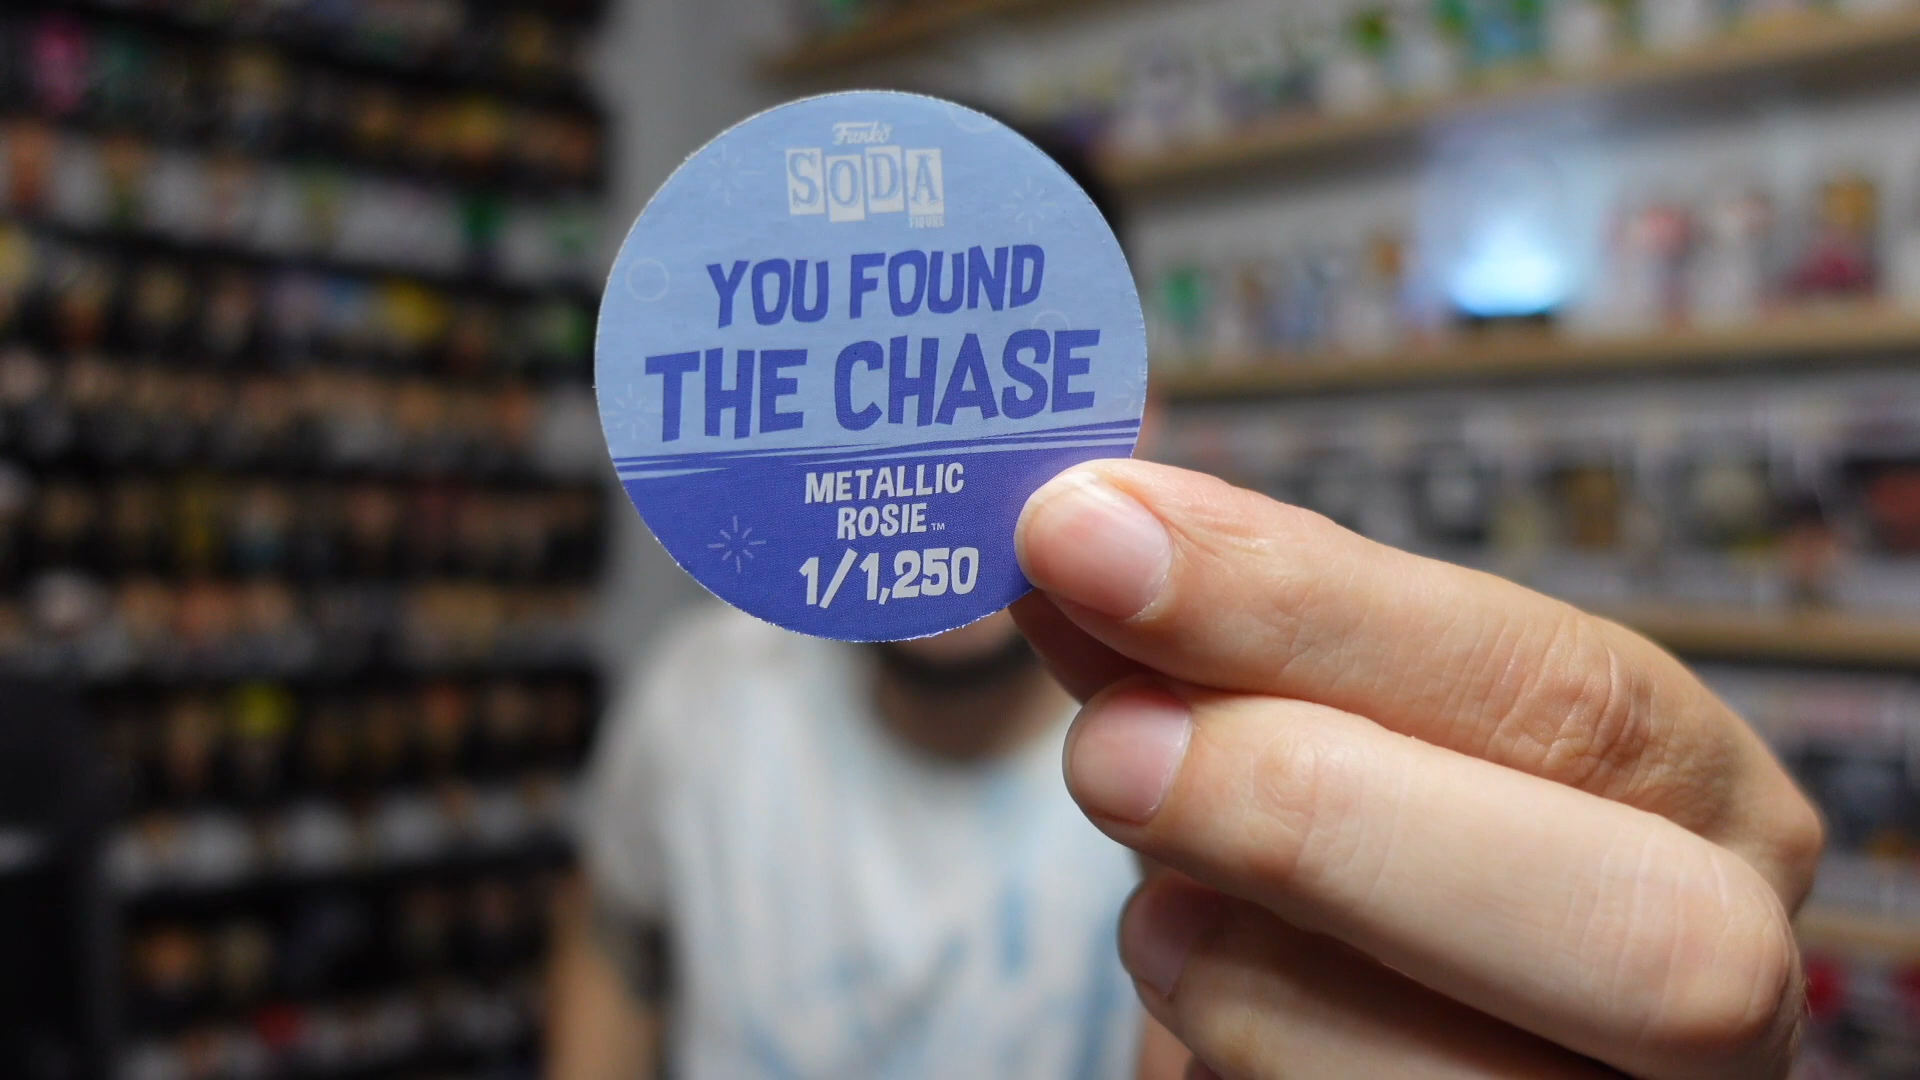 Funko
SODA
FIGURE
YOU FOUND
THE CHASE
METALLIC
ROSIE™
1/1,250